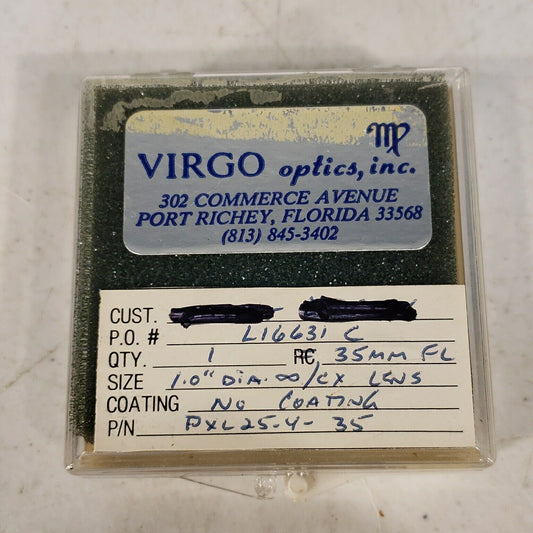 VIRGO optics, inc.
302 COMMERCE AVENUE
PORT RICHEY, FLORIDA 33568
(813) 845-3402
CUST.
P.O. # L16631 C
QTY. 1 RC 35MM FL
SIZE 1.0" DIA. ∞/CX LENS
COATING NO COATING
P/N PXL25-4-35